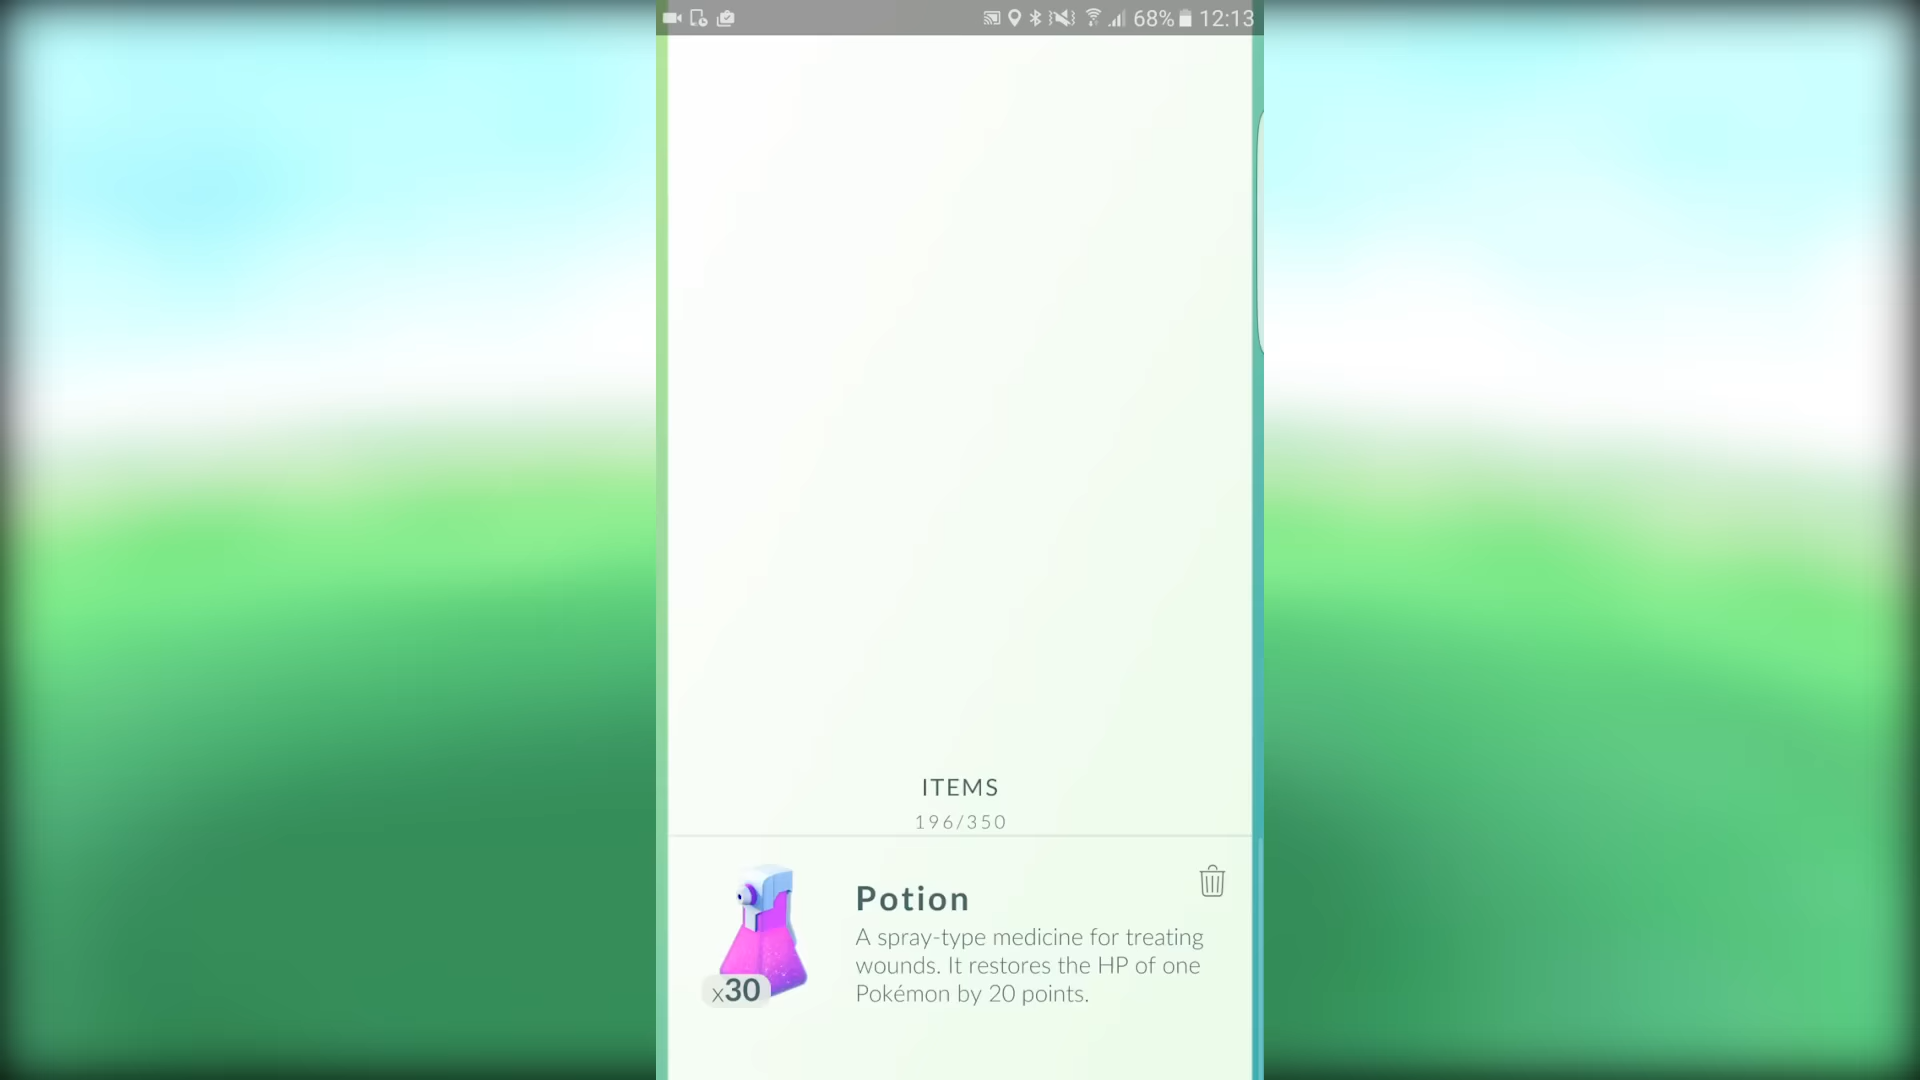 68% 12:13
ITEMS
196/350
Potion
A spray-type medicine for treating
wounds. It restores the HP of one
Pokémon by 20 points.
x30